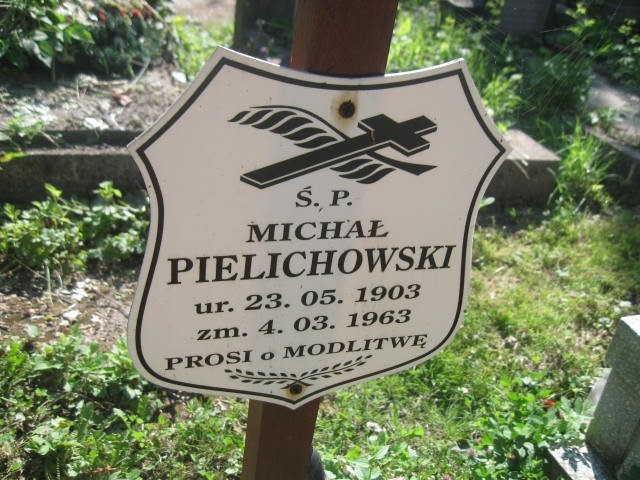 Ś. P.
MICHAŁ
PIELICHOWSKI
ur. 23. 05. 1903
zm. 4. 03. 1963
PROSI o MODLITWĘ